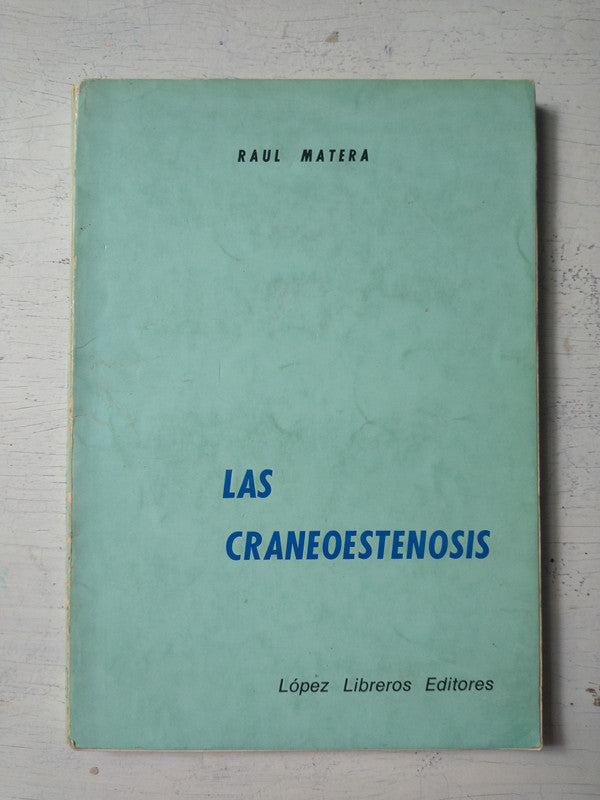 RAUL MATERA
LAS
CRANEOESTENOSIS
López Libreros Editores